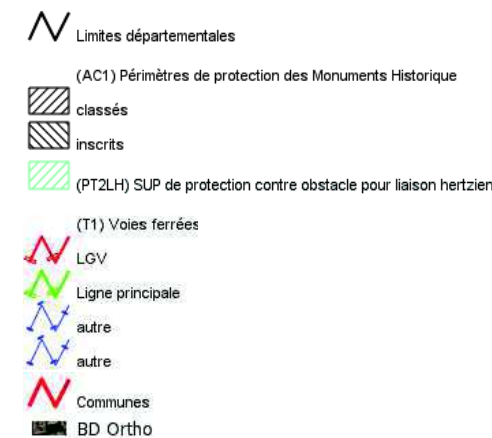 Limites départementales
(AC1) Périmètres de protection des Monuments Historique
classés
inscrits
(PT2LH) SUP de protection contre obstacle pour liaison hertzien
(T1) Voies ferrées
LGV
Ligne principale
autre
autre
Communes
BD Ortho